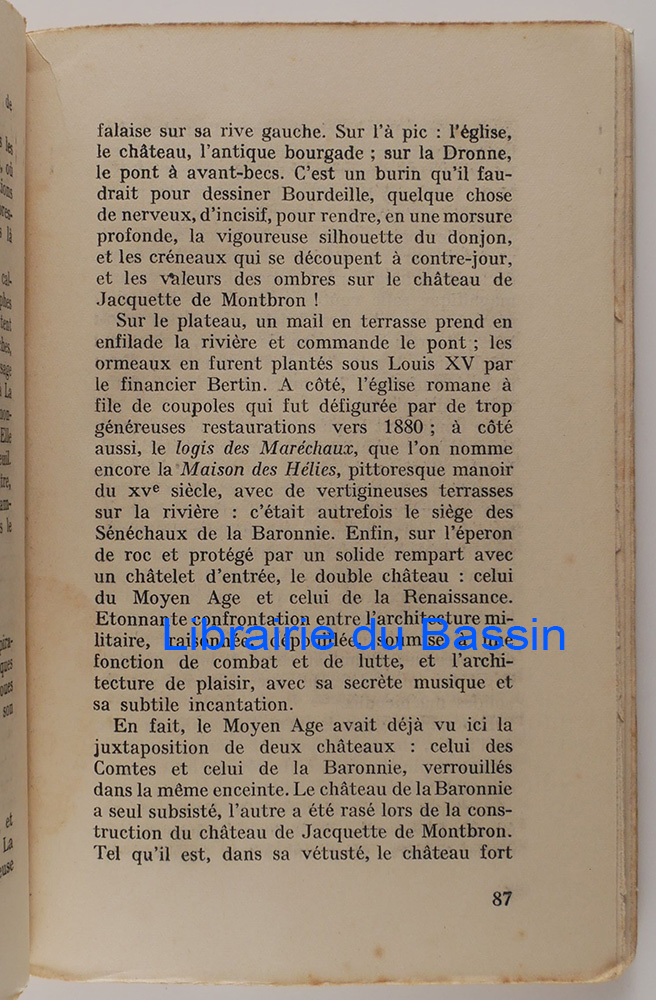 falaise sur sa rive gauche. Sur l'à pic : l'église,
le château, l'antique bourgade ; sur la Dronne,
le pont à avant-becs. C'est un burin qu'il fau-
drait pour dessiner Bourdeille, quelque chose
de nerveux, d'incisif, pour rendre, en une morsure
profonde, la vigoureuse silhouette du donjon,
et les créneaux qui se découpent à contre-jour,
et les valeurs des ombres sur le château de
Jacquette de Montbron !
Sur le plateau, un mail en terrasse prend en
enfilade la rivière et commande le pont ; les
ormeaux en furent plantés sous Louis XV par
le financier Bertin. A côté, l'église romane à
file de coupoles qui fut défigurée par de trop
généreuses restaurations vers 1880 ; à côté
aussi, le logis des Maréchaux, que l'on nomme
encore la Maison des Hélies, pittoresque manoir
du xve siècle, avec de vertigineuses terrasses
sur la rivière : c'était autrefois le siège des
Sénéchaux de la Baronnie. Enfin, sur l'éperon
de roc et protégé par un solide rempart avec
un châtelet d'entrée, le double château : celui
du Moyen Age et celui de la Renaissance.
Etonnante confrontation entre l'architecture mi-
litaire, raisonnée, dépouillée, soumise à une
fonction de combat et de lutte, et l'archi-
tecture de plaisir, avec sa secrète musique et
sa subtile incantation.
En fait, le Moyen Age avait déjà vu ici la
juxtaposition de deux châteaux : celui des
Comtes et celui de la Baronnie, verrouillés
dans la même enceinte. Le château de la Baronnie
a seul subsisté, l'autre a été rasé lors de la cons-
truction du château de Jacquette de Montbron.
Tel qu'il est, dans sa vétusté, le château fort
87
Librairie du Bassin